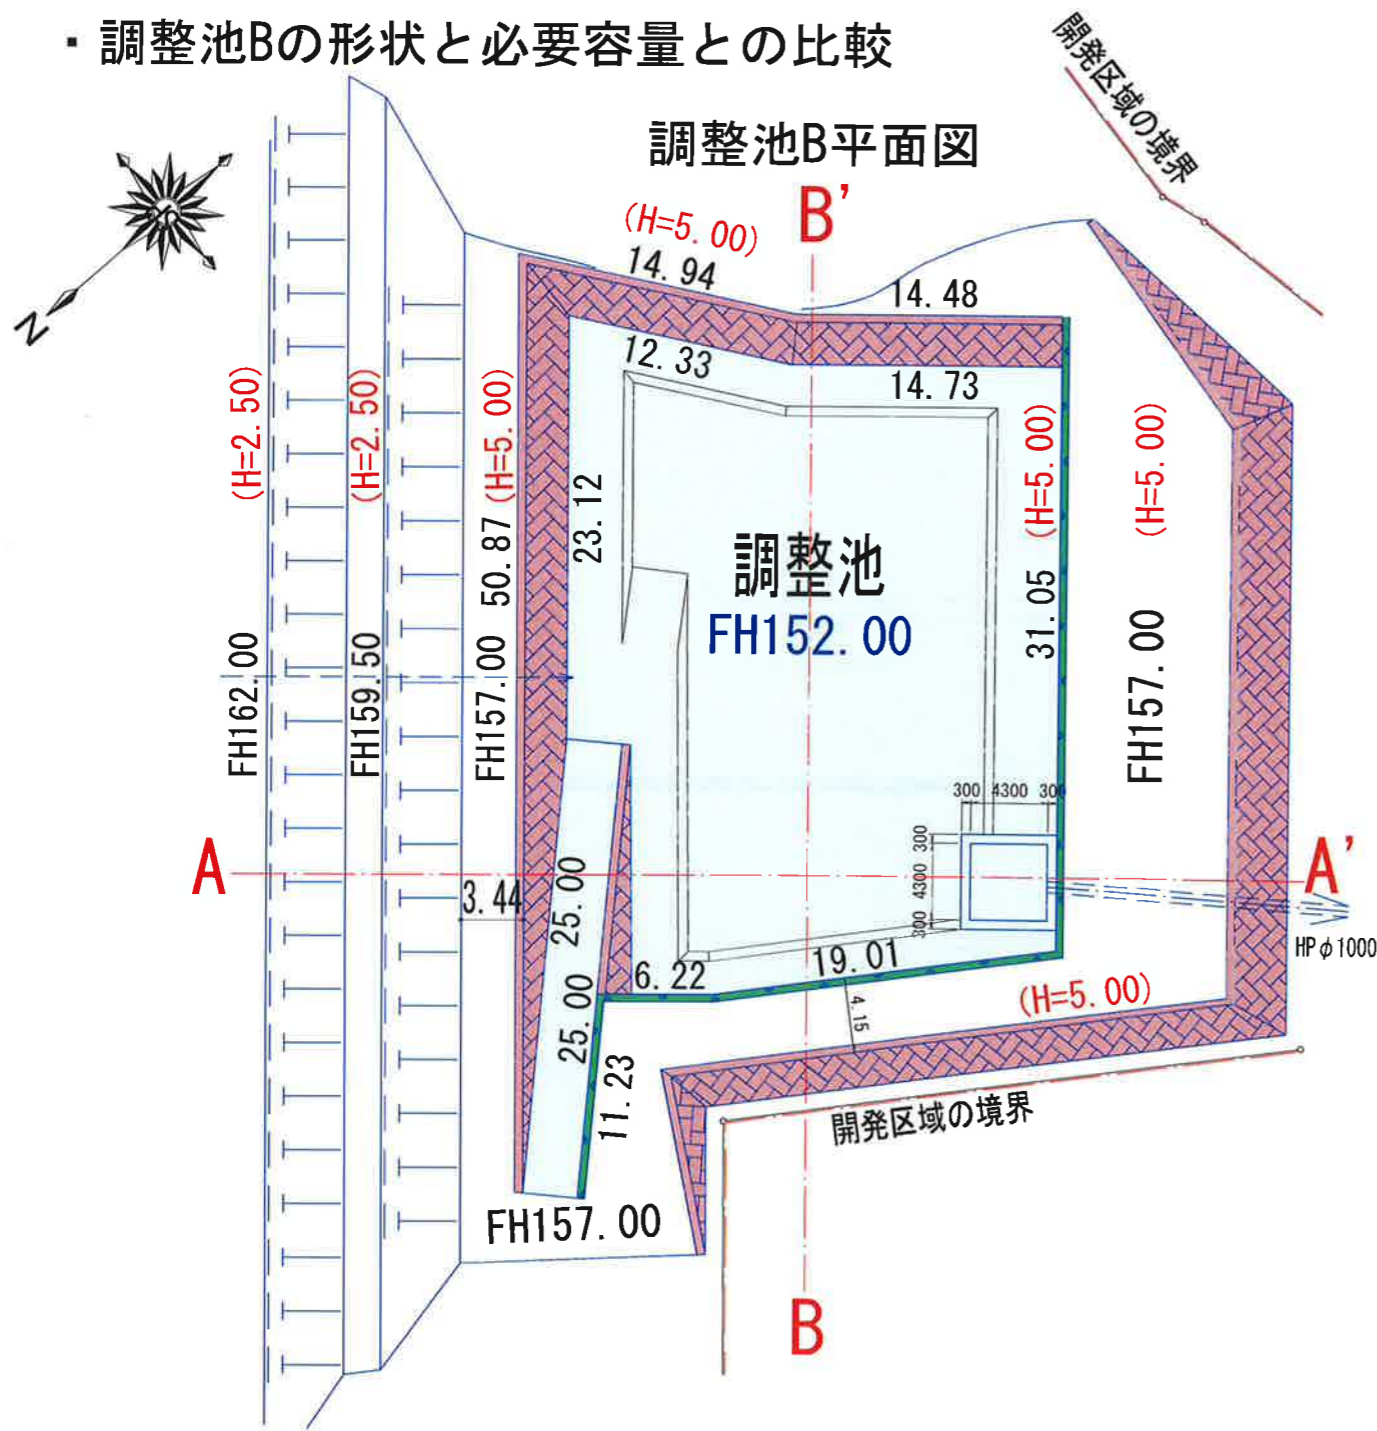 ・調整池Bの形状と必要容量との比較
開発区域の境界
調整池B平面図
B'
(H=5.00)
14.94
14.48
N
12.33
14.73
(H=2.50)
(H=2.50)
(H=5.00)
(H=5.00)
(H=5.00)
23.12
50.87
調整池
FH152.00
31.05
FH162.00
FH159.50
FH157.00
FH157.00
300 4300 300
300
4300
300
A
A'
3.44
25.00
25.00
HPφ1000
6.22
19.01
4.15
(H=5.00)
11.23
開発区域の境界
FH157.00
B